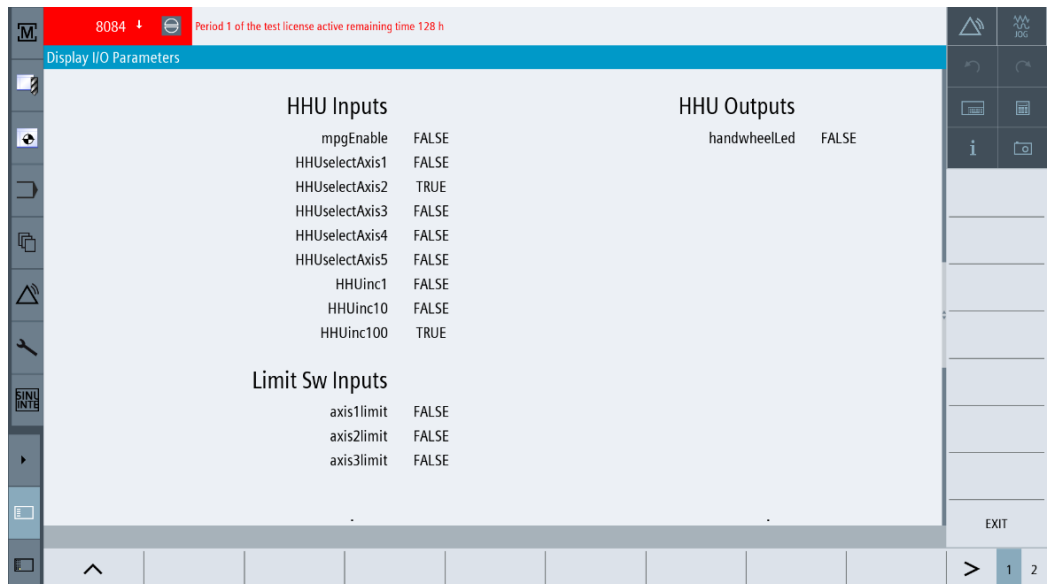 M
8084 ↓ Period 1 of the test license active remaining time 128 h
JOG
Display I/O Parameters
HHU Inputs
mpgEnable FALSE
HHUselectAxis1 FALSE
HHUselectAxis2 TRUE
HHUselectAxis3 FALSE
HHUselectAxis4 FALSE
HHUselectAxis5 FALSE
HHUinc1 FALSE
HHUinc10 FALSE
HHUinc100 TRUE
Limit Sw Inputs
axis1limit FALSE
axis2limit FALSE
axis3limit FALSE
HHU Outputs
handwheelLed FALSE
i
SINU
INTE
EXIT
> 1 2